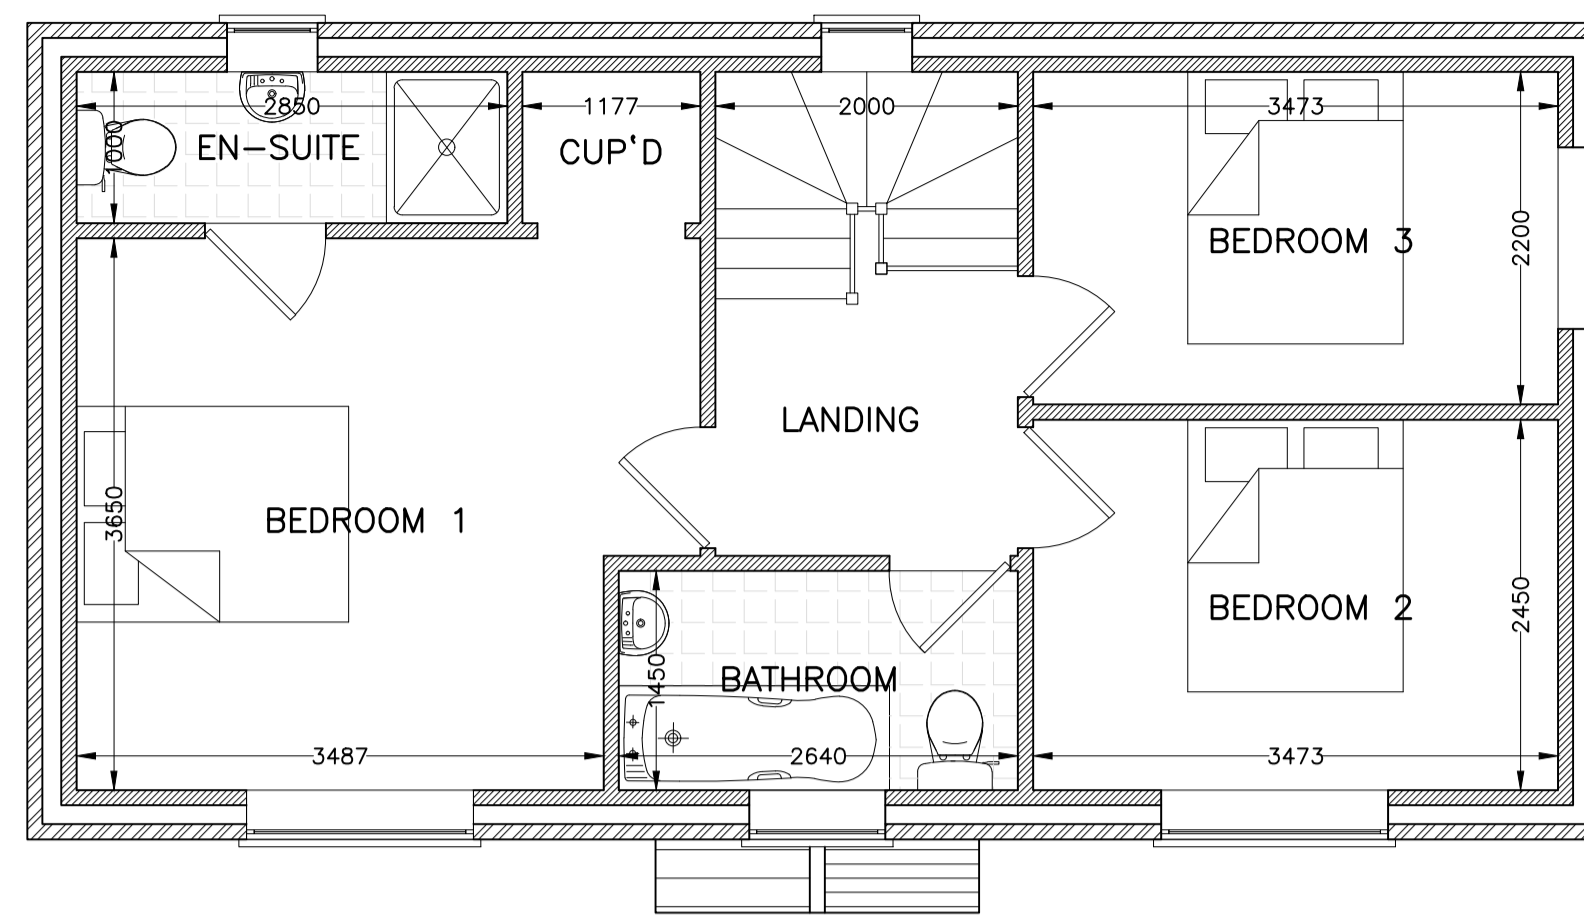 2850
1177
2000
3473
1000
EN-SUITE
CUP'D
BEDROOM 3
2200
LANDING
3650
BEDROOM 1
BEDROOM 2
2450
1450
BATHROOM
3487
2640
3473